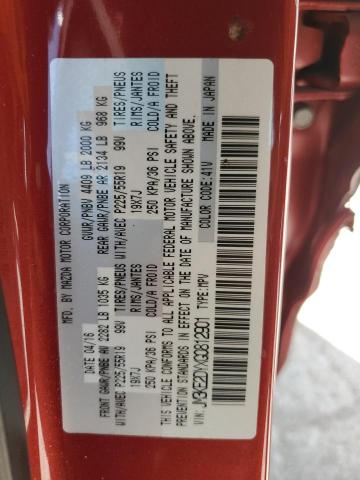 MFD. BY MAZDA MOTOR CORPORATION
DATE 04/16 GVWR/PNBV 4409 LB 2000 KG
FRONT GAWR/PNBE AV 2282 LB 1035 KG REAR GAWR/PNBE AR 2134 LB 968 KG
WITH/AVEC P225/55R19 99V TIRES/PNEUS WITH/AVEC P225/55R19 99V TIRES/PNEUS
19X7J RIMS/JANTES 19X7J RIMS/JANTES
250 KPA/36 PSI COLD/A FROID 250 KPA/36 PSI COLD/A FROID
THIS VEHICLE CONFORMS TO ALL APPLICABLE FEDERAL MOTOR VEHICLE SAFETY AND THEFT
PREVENTION STANDARDS IN EFFECT ON THE DATE OF MANUFACTURE SHOWN ABOVE.
VIN: TYPE: MPV COLOR CODE: 41V MADE IN JAPAN